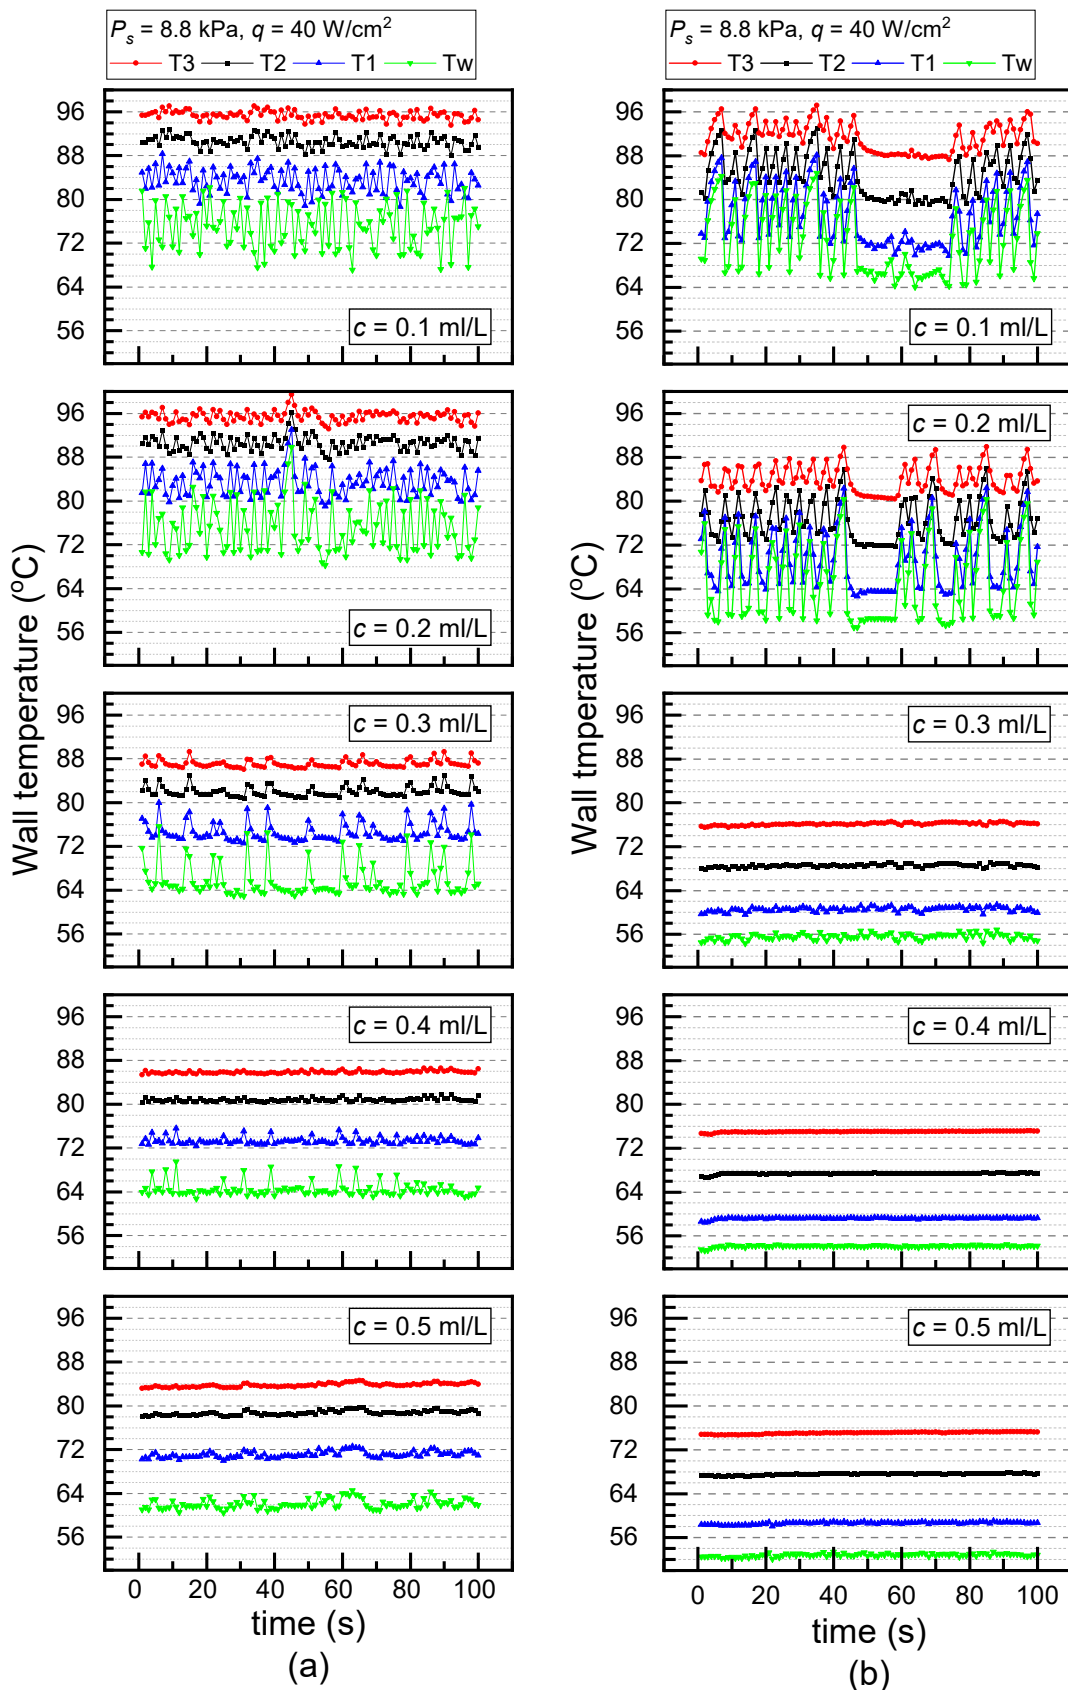 P_s = 8.8 kPa, q = 40 W/cm²
T3 T2 T1 Tw
96
88
80
72
64
56
c = 0.1 ml/L
96
88
80
72
64
56
c = 0.2 ml/L
96
88
80
72
64
56
c = 0.3 ml/L
96
88
80
72
64
56
c = 0.4 ml/L
96
88
80
72
64
56
c = 0.5 ml/L
0 20 40 60 80 100
Wall temperature (ºC)
time (s)
(a)
P_s = 8.8 kPa, q = 40 W/cm²
T3 T2 T1 Tw
96
88
80
72
64
56
c = 0.1 ml/L
96
88
80
72
64
56
c = 0.2 ml/L
96
88
80
72
64
56
c = 0.3 ml/L
96
88
80
72
64
56
c = 0.4 ml/L
96
88
80
72
64
56
c = 0.5 ml/L
0 20 40 60 80 100
Wall tmperature (ºC)
time (s)
(b)